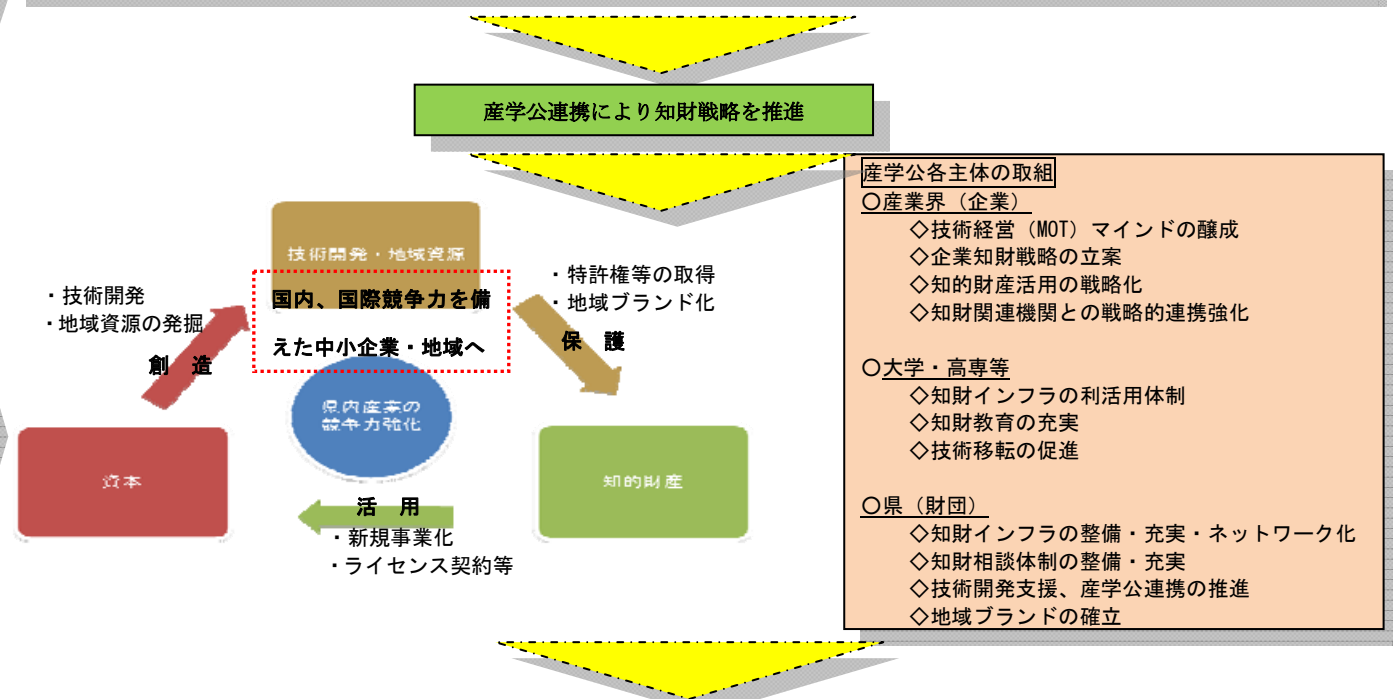 産学公連携により知財戦略を推進
技術開発・地域資源
国内、国際競争力を備
えた中小企業・地域へ
・技術開発
・地域資源の発掘
創 造
・特許権等の取得
・地域ブランド化
保 護
県内産業の
競争力強化
資本
知的財産
活 用
・新規事業化
・ライセンス契約等
産学公各主体の取組
○産業界（企業）
◇技術経営（MOT）マインドの醸成
◇企業知財戦略の立案
◇知的財産活用の戦略化
◇知財関連機関との戦略的連携強化
○大学・高専等
◇知財インフラの利活用体制
◇知財教育の充実
◇技術移転の促進
○県（財団）
◇知財インフラの整備・充実・ネットワーク化
◇知財相談体制の整備・充実
◇技術開発支援、産学公連携の推進
◇地域ブランドの確立